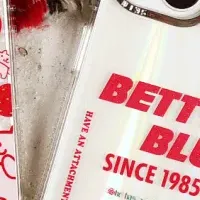 BETT
BLU
SINCE 1985
HAVE AN ATTACHMENT